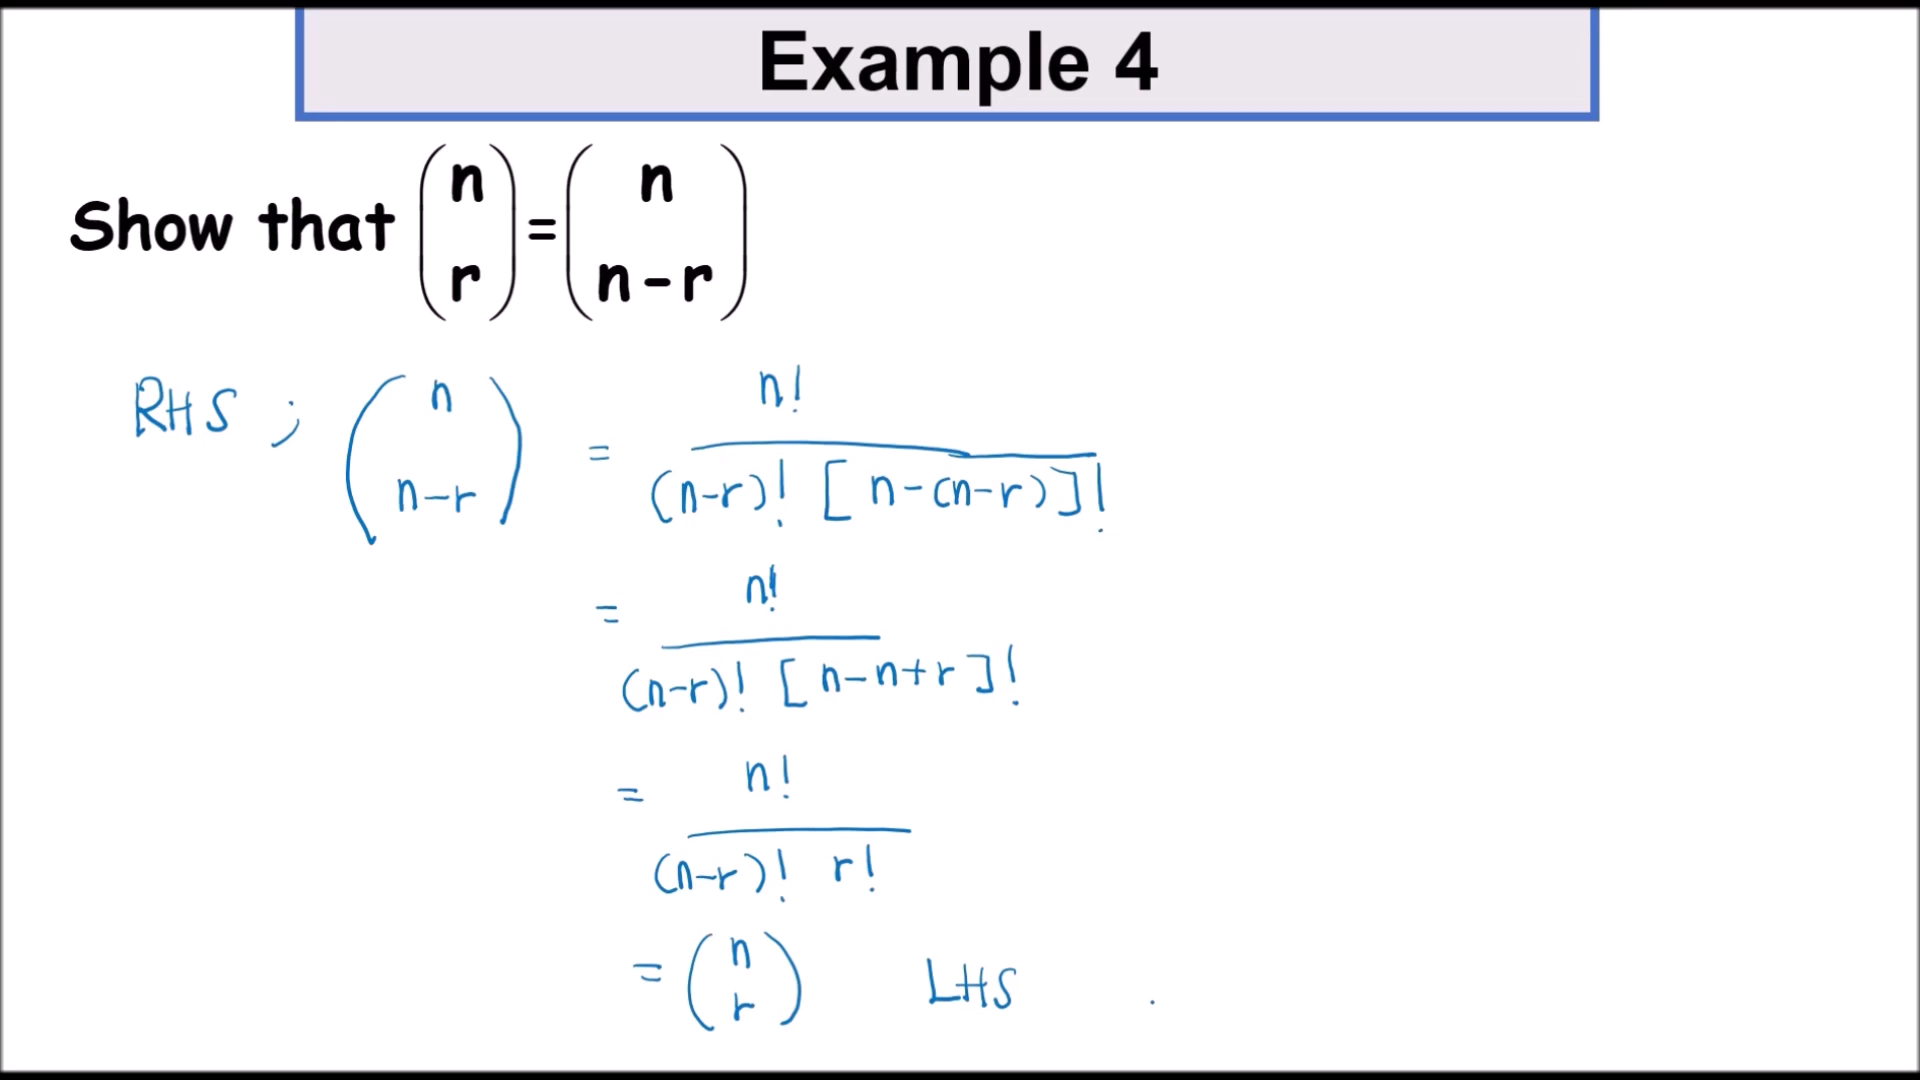 Example 4
Show that (n r) = (n n-r)
RHS ; (n n-r) = n! / (n-r)! [n-(n-r)]!
= n! / (n-r)! [n-n+r]!
= n! / (n-r)! r!
= (n r) LHS